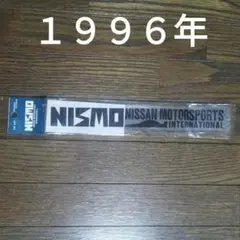 １９９６年
NISMO
NISSAN MOTORSPORTS
INTERNATIONAL
NISMO